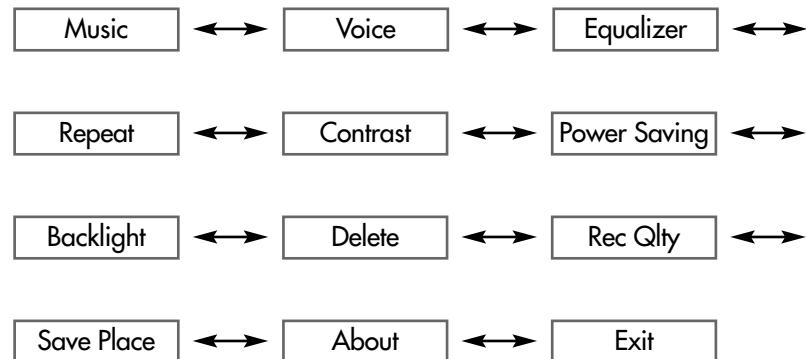 Music Voice Equalizer
Repeat Contrast Power Saving
Backlight Delete Rec Qlty
Save Place About Exit